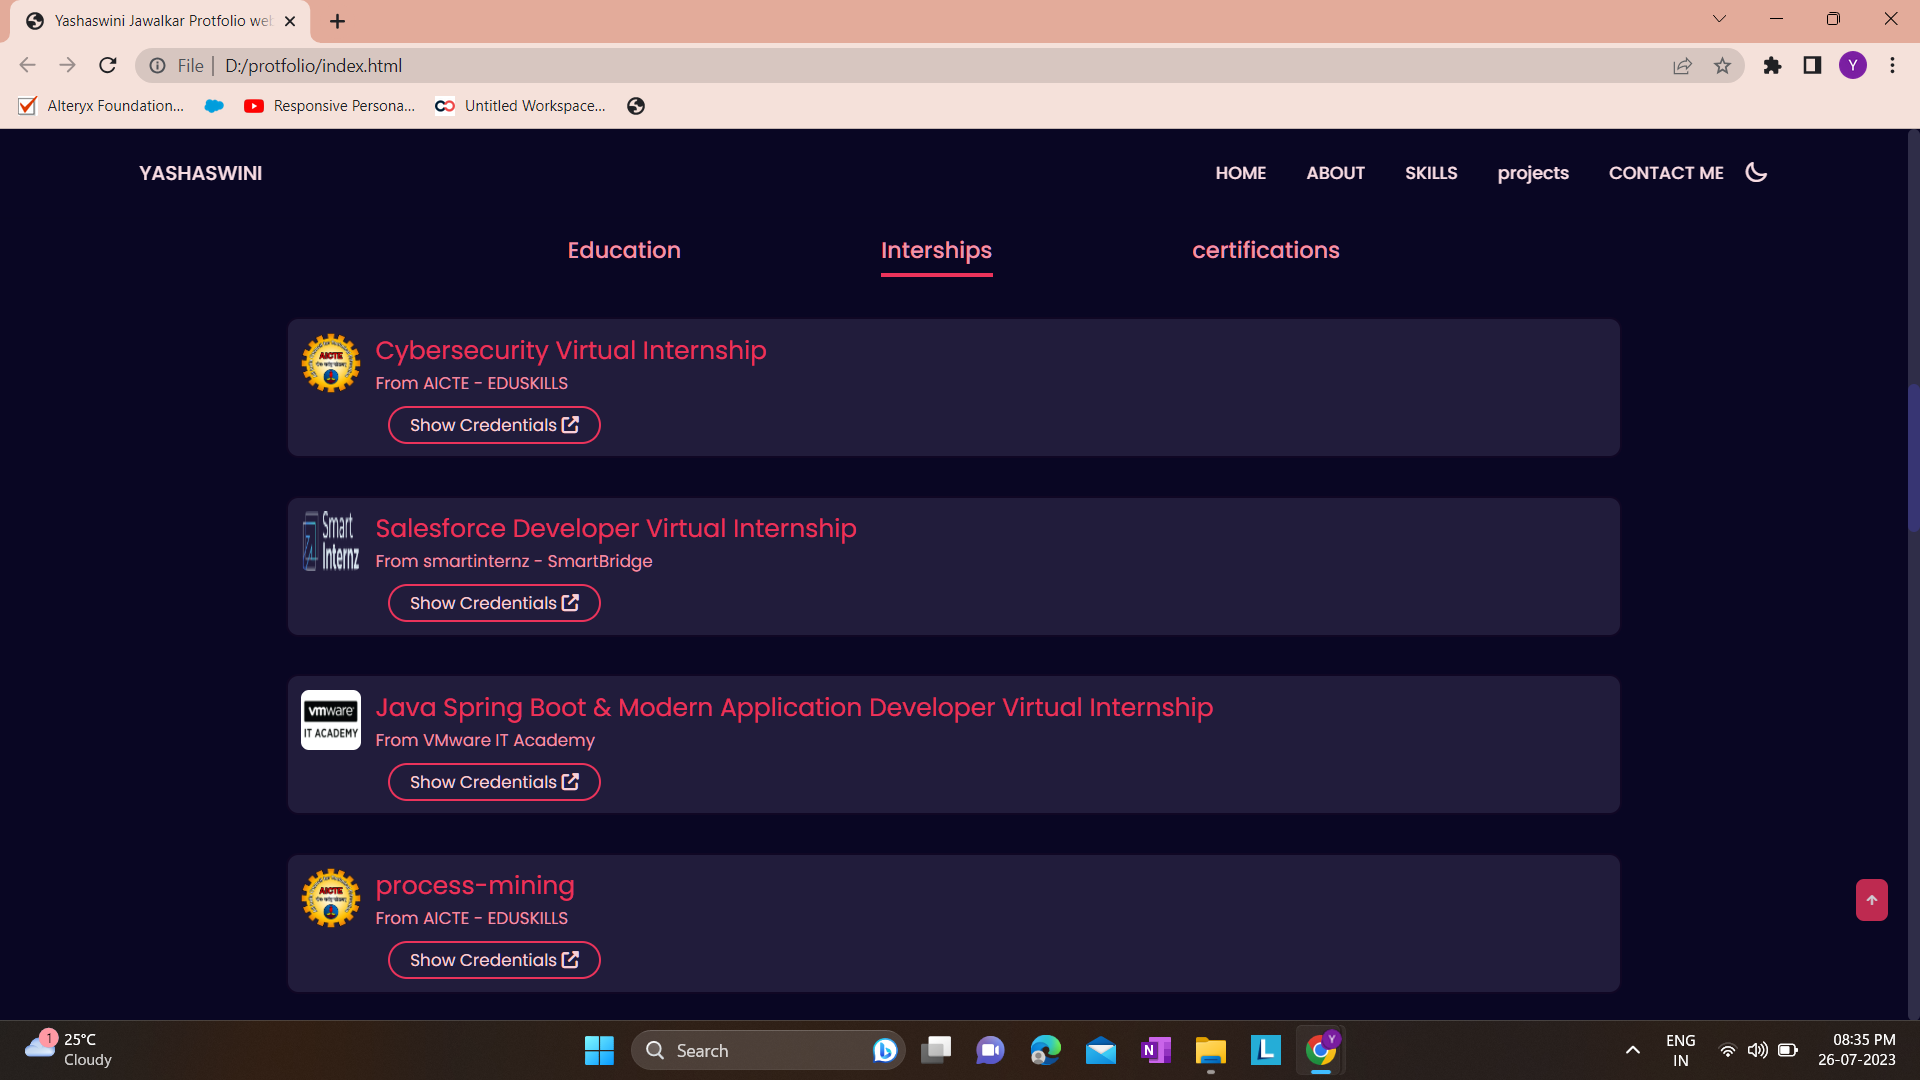 Yashaswini Jawalkar Protfolio web
File | D:/protfolio/index.html
Alteryx Foundation...
Responsive Persona...
Untitled Workspace...
YASHASWINI
HOME
ABOUT
SKILLS
projects
CONTACT ME
Education
Interships
certifications
AICTE
Cybersecurity Virtual Internship
From AICTE - EDUSKILLS
Show Credentials
Smart
Internz
Salesforce Developer Virtual Internship
From smartinternz - SmartBridge
Show Credentials
vmware
IT ACADEMY
Java Spring Boot & Modern Application Developer Virtual Internship
From VMware IT Academy
Show Credentials
AICTE
process-mining
From AICTE - EDUSKILLS
Show Credentials
1
25°C
Cloudy
Search
ENG
IN
08:35 PM
26-07-2023